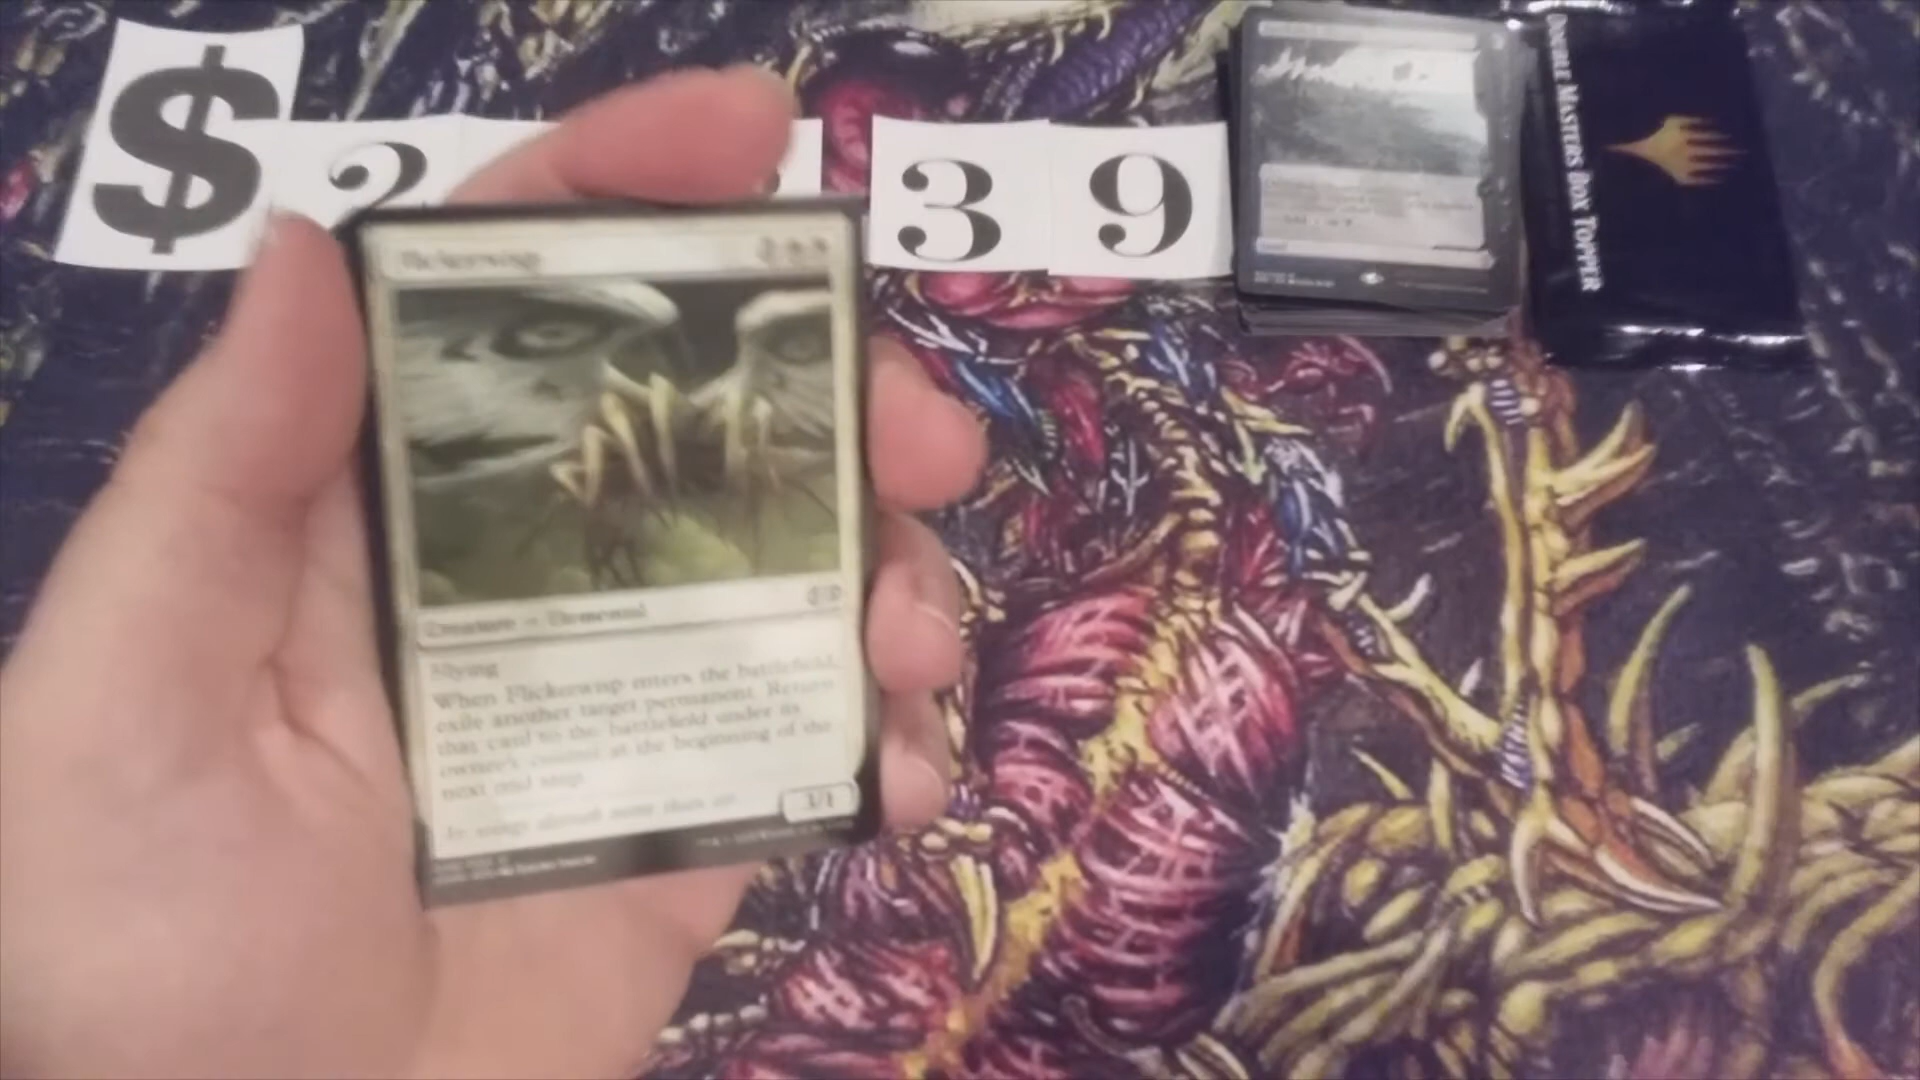 $ 2 3 9
DOUBLE MASTERS BOX TOPPER
Flickerwisp
Creature – Elemental
Flying
When Flickerwisp enters the battlefield,
exile another target permanent. Return
that card to the battlefield under its
owner's control at the beginning of the
next end step.
3/1